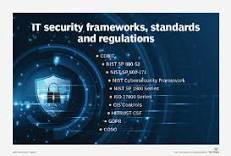 IT security frameworks, standards
and regulations
COBIT
NIST SP 800-53
NIST SP 800-171
NIST Cybersecurity Framework
NIST SP 1800 Series
ISO 27000 Series
CIS Controls
HITRUST CSF
GDPR
COSO